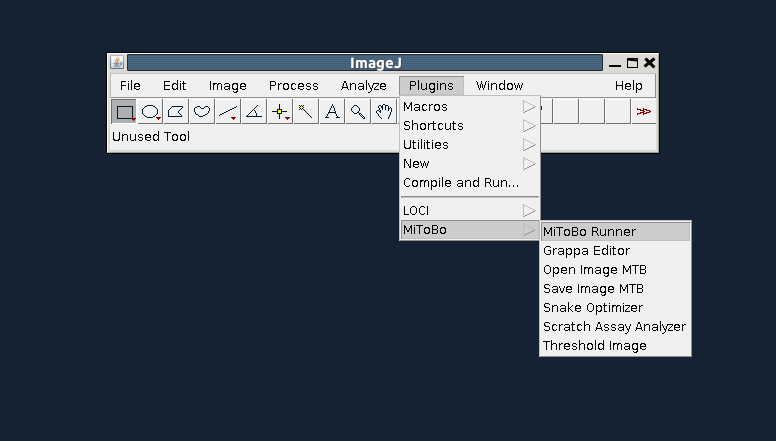 ImageJ
File Edit Image Process Analyze Plugins Window Help
A
Unused Tool
Macros
Shortcuts
Utilities
New
Compile and Run...
LOCI
MiToBo
MiToBo Runner
Grappa Editor
Open Image MTB
Save Image MTB
Snake Optimizer
Scratch Assay Analyzer
Threshold Image